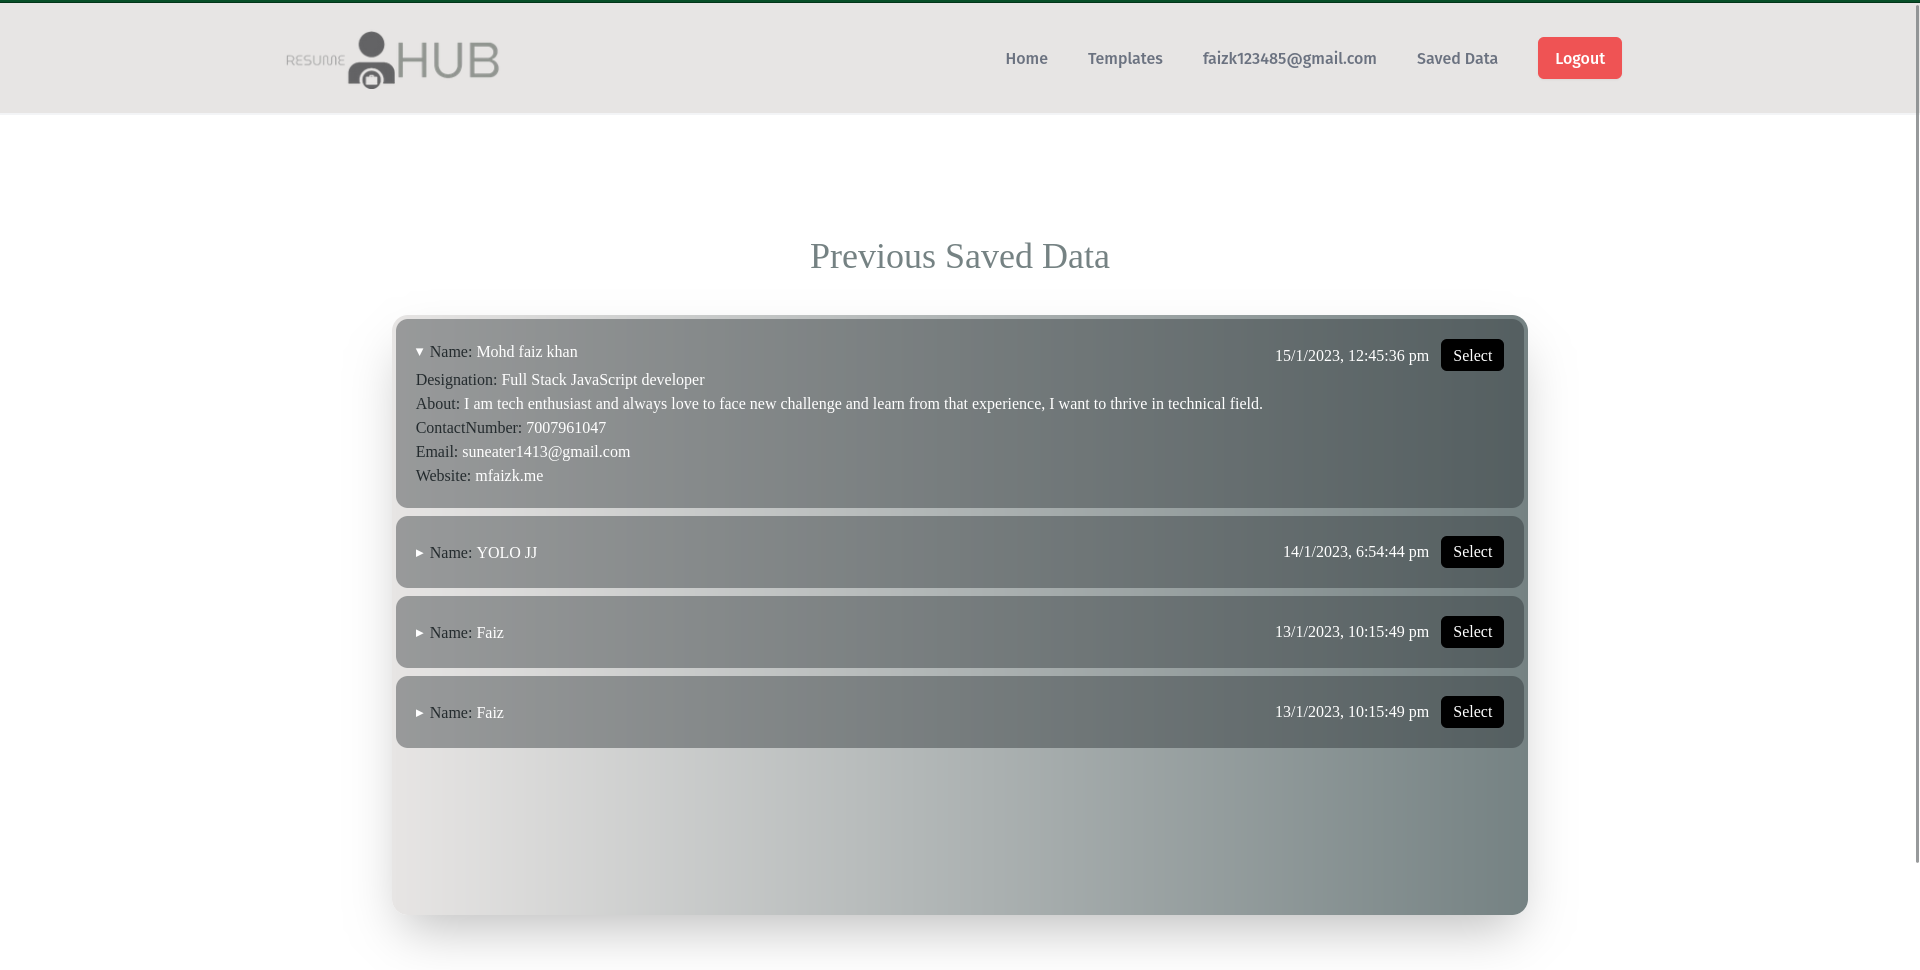 RESUME HUB
Home Templates faizk123485@gmail.com Saved Data Logout
Previous Saved Data
▾ Name: Mohd faiz khan 15/1/2023, 12:45:36 pm Select
Designation: Full Stack JavaScript developer
About: I am tech enthusiast and always love to face new challenge and learn from that experience, I want to thrive in technical field.
ContactNumber: 7007961047
Email: suneater1413@gmail.com
Website: mfaizk.me
▸ Name: YOLO JJ 14/1/2023, 6:54:44 pm Select
▸ Name: Faiz 13/1/2023, 10:15:49 pm Select
▸ Name: Faiz 13/1/2023, 10:15:49 pm Select